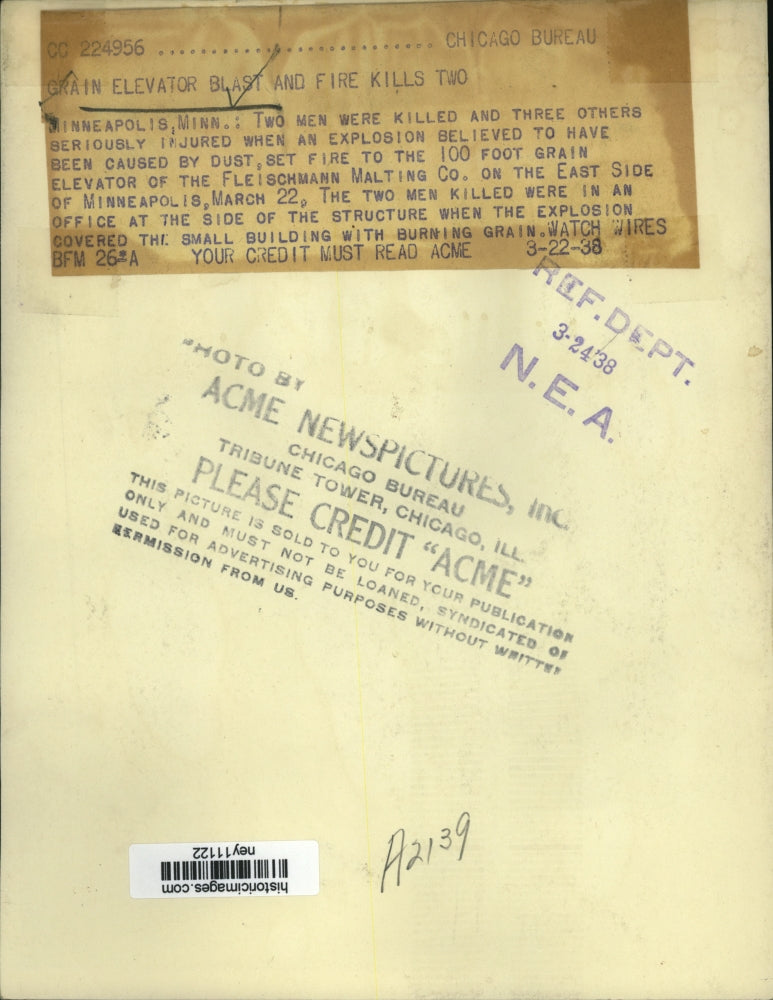 CC 224956 .............................. CHICAGO BUREAU
GRAIN ELEVATOR BLAST AND FIRE KILLS TWO
MINNEAPOLIS, MINN.: TWO MEN WERE KILLED AND THREE OTHERS
SERIOUSLY INJURED WHEN AN EXPLOSION BELIEVED TO HAVE
BEEN CAUSED BY DUST, SET FIRE TO THE 100 FOOT GRAIN
ELEVATOR OF THE FLEISCHMANN MALTING CO. ON THE EAST SIDE
OF MINNEAPOLIS, MARCH 22. THE TWO MEN KILLED WERE IN AN
OFFICE AT THE SIDE OF THE STRUCTURE WHEN THE EXPLOSION
COVERED THE SMALL BUILDING WITH BURNING GRAIN. WATCH WIRES
BFM 26 A YOUR CREDIT MUST READ ACME 3-22-38
REF. DEPT.
3-24-38
N. E. A.
PHOTO BY
ACME NEWSPICTURES, INC.
CHICAGO BUREAU
TRIBUNE TOWER, CHICAGO, ILL.
PLEASE CREDIT "ACME"
THIS PICTURE IS SOLD TO YOU FOR YOUR PUBLICATION
ONLY AND MUST NOT BE LOANED, SYNDICATED OR
USED FOR ADVERTISING PURPOSES WITHOUT WRITTEN
PERMISSION FROM US.
A2139
historicimages.com
ney11122